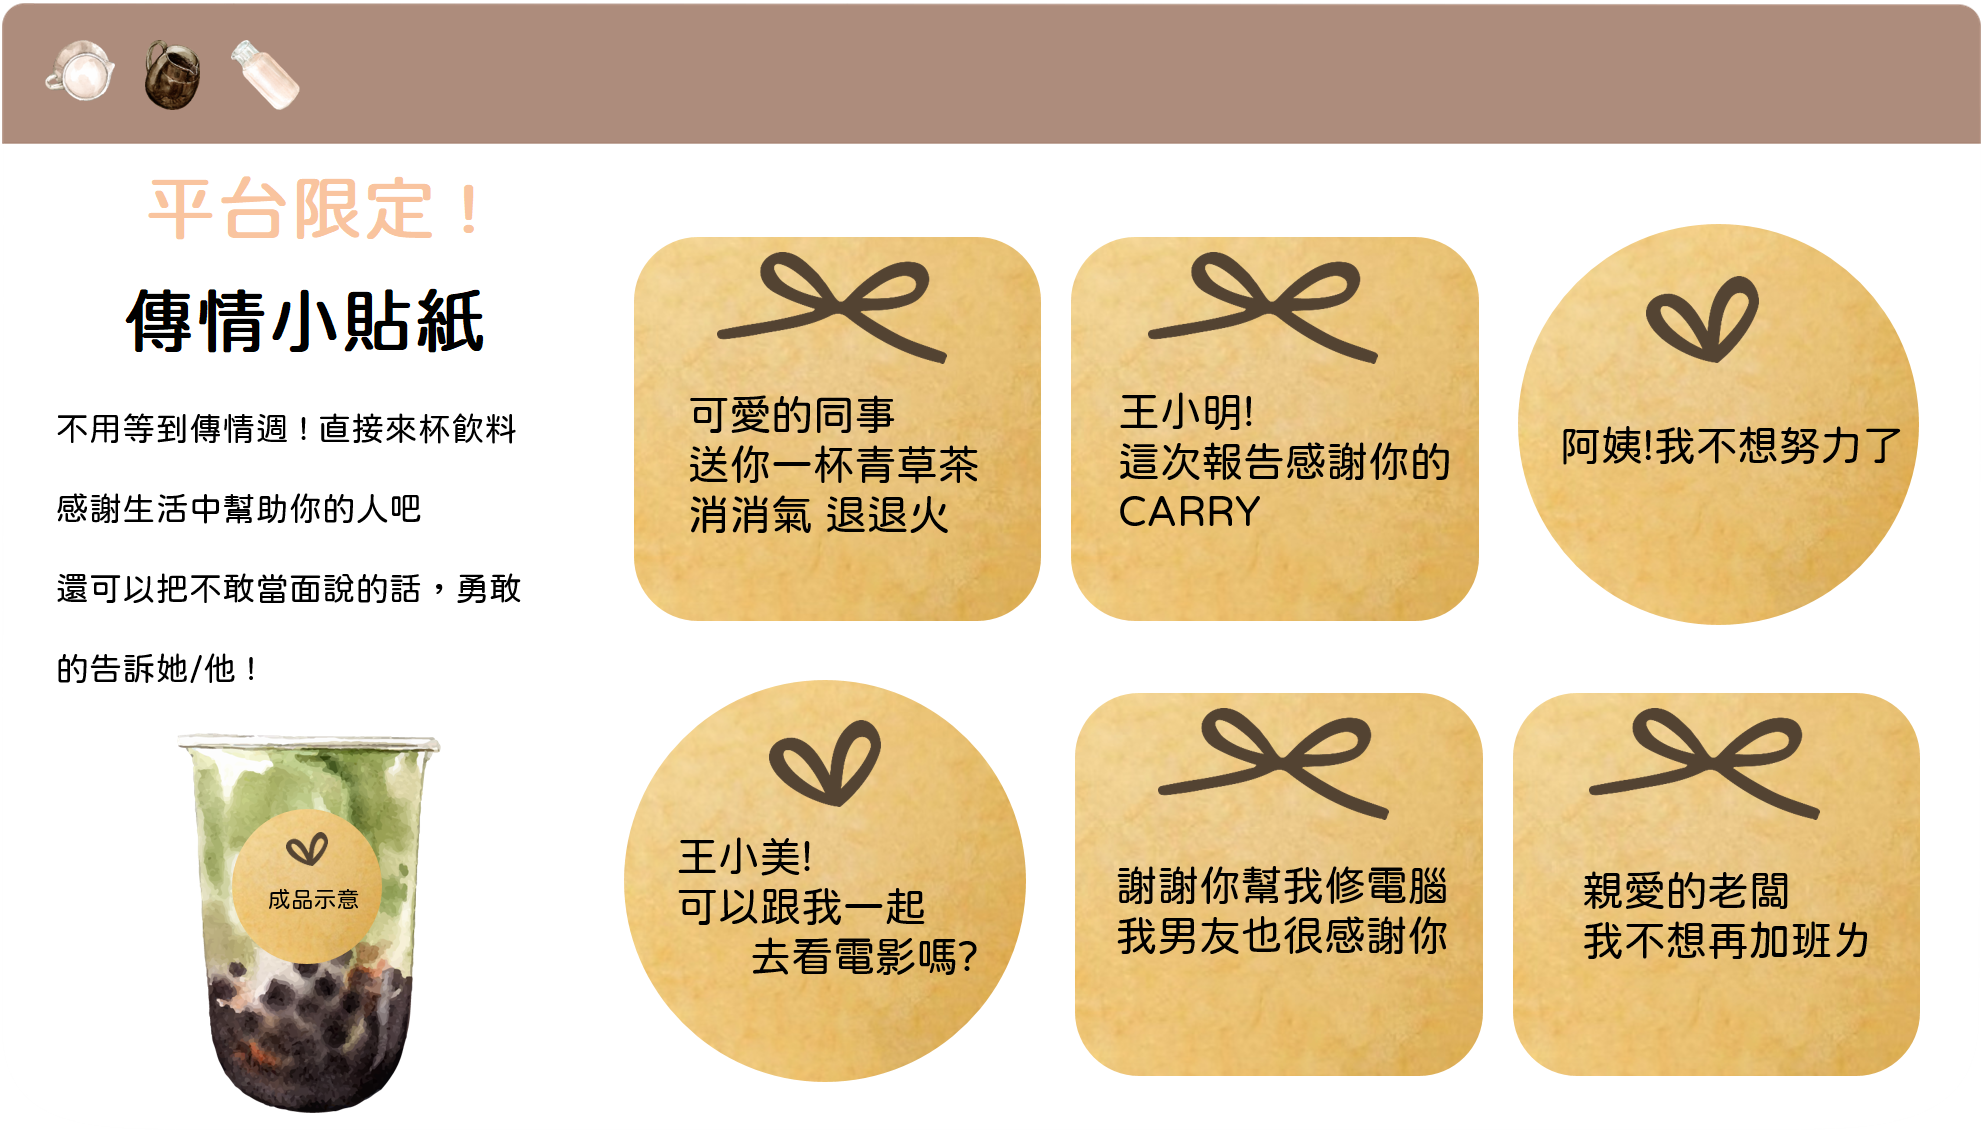 平台限定！
傳情小貼紙
不用等到傳情週！直接來杯飲料
感謝生活中幫助你的人吧
還可以把不敢當面說的話，勇敢
的告訴她/他！
成品示意
可愛的同事
送你一杯青草茶
消消氣 退退火
王小明!
這次報告感謝你的
CARRY
阿姨!我不想努力了
王小美!
可以跟我一起
去看電影嗎?
謝謝你幫我修電腦
我男友也很感謝你
親愛的老闆
我不想再加班ㄌ